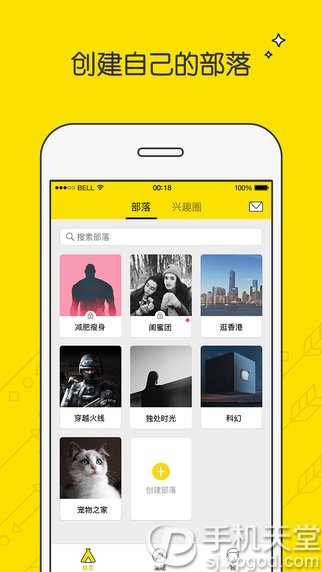 创建自己的部落
BELL 00:18 100%
部落 兴趣圈
搜索部落
减肥瘦身 闺蜜团 逛香港
穿越火线 独处时光 科幻
宠物之家 创建部落
首页
手机天堂
sj.xpgod.com